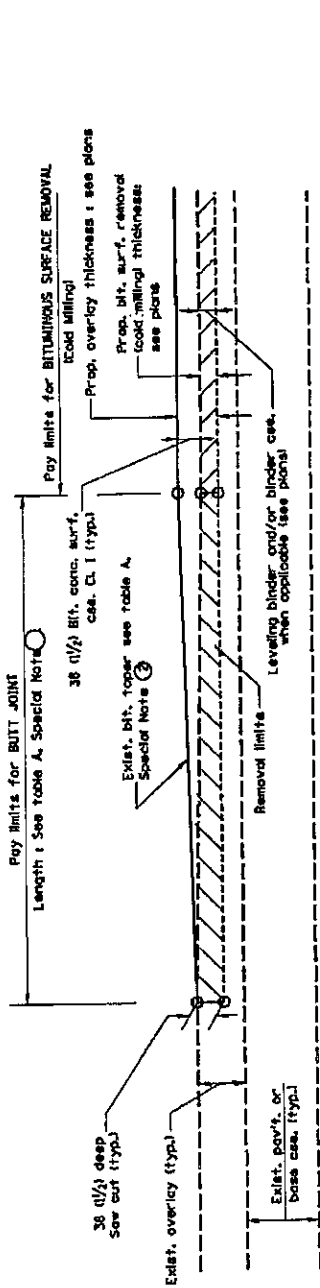 Pay limits for BUTT JOINT
Length : See table A. Special Note
Pay limits for BITUMINOUS SURFACE REMOVAL
(Cold Milling)
38 (1½) Bit. conc. surf.
cse. Cl. I (typ.)
Prop. overlay thickness : see plans
Prop. bit. surf. removal
(cold milling) thickness:
see plans
38 (1½) deep
Saw cut (typ.)
Exist. bit. taper see table A.
Special Note 2
Exist. overlay (typ.)
Removal limits
Leveling binder and/or binder cse.
when applicable (see plans)
Exist. pav't. or
base cse. (typ.)